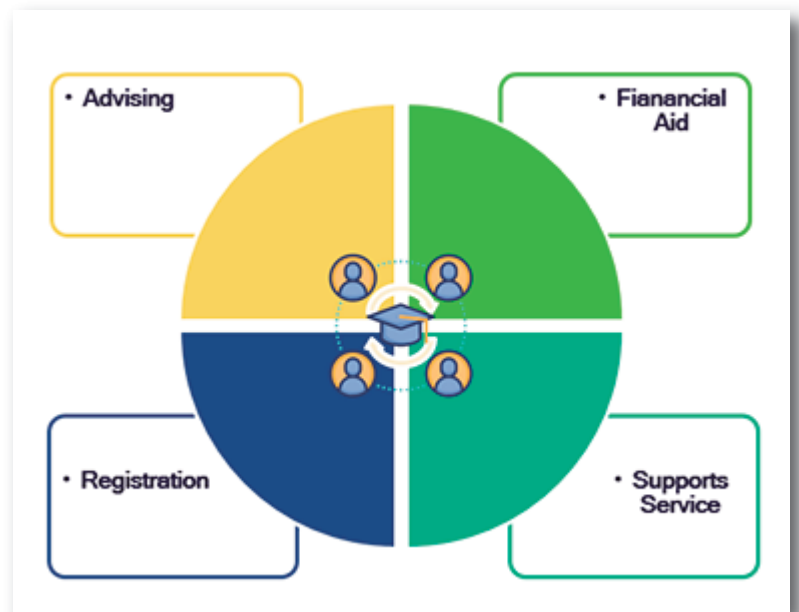 • Advising
• Fianancial
Aid
• Registration
• Supports
Service